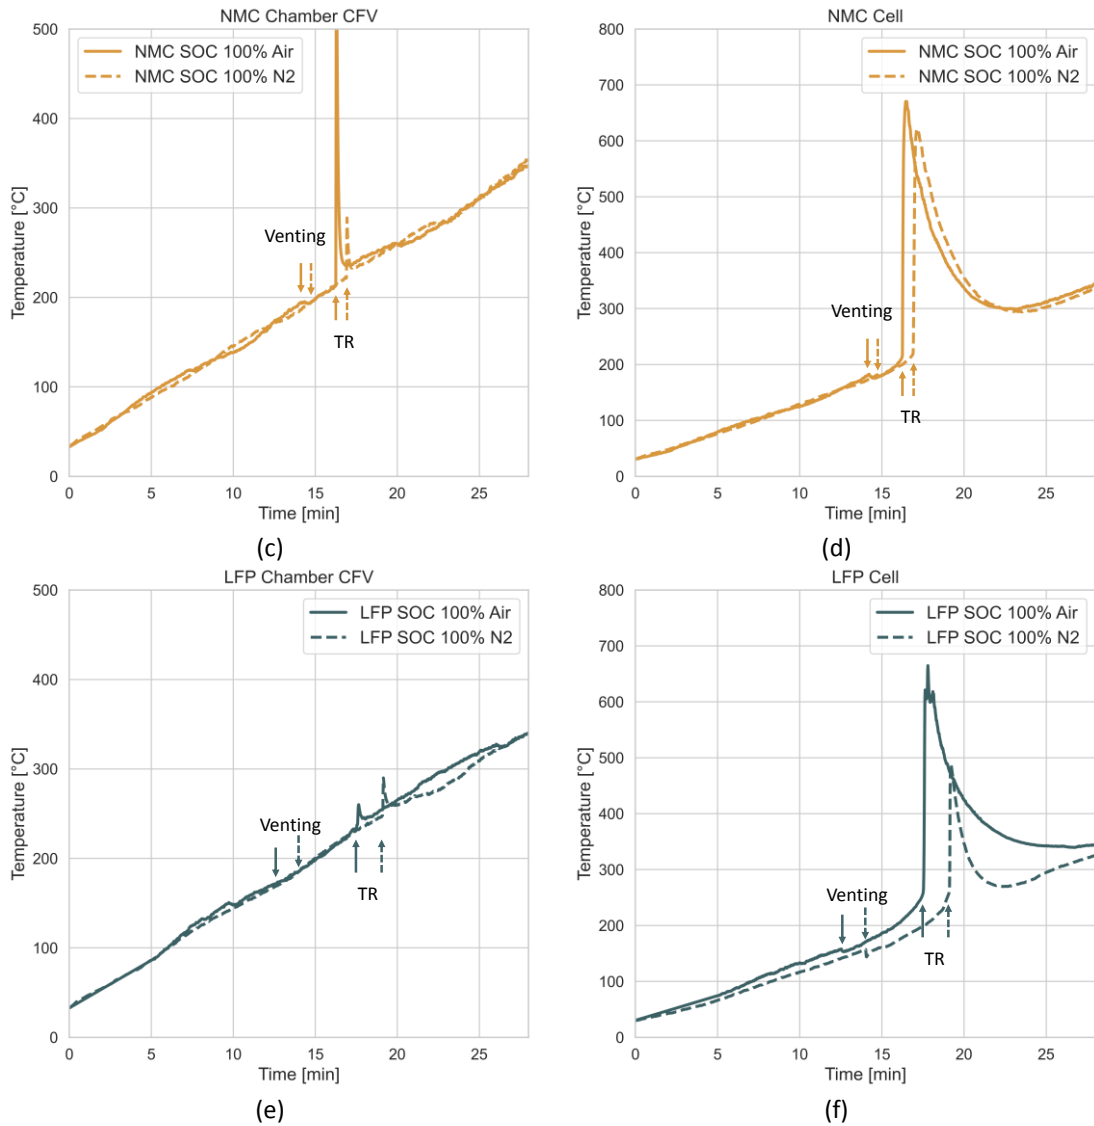 NMC Chamber CFV
500
400
300
200
100
0
Temperature [°C]
NMC SOC 100% Air
NMC SOC 100% N2
Venting
TR
0 5 10 15 20 25
Time [min]
(c)
NMC Cell
800
700
600
500
400
300
200
100
0
Temperature [°C]
NMC SOC 100% Air
NMC SOC 100% N2
Venting
TR
0 5 10 15 20 25
Time [min]
(d)
LFP Chamber CFV
500
400
300
200
100
0
Temperature [°C]
LFP SOC 100% Air
LFP SOC 100% N2
Venting
TR
0 5 10 15 20 25
Time [min]
(e)
LFP Cell
800
700
600
500
400
300
200
100
0
Temperature [°C]
LFP SOC 100% Air
LFP SOC 100% N2
Venting
TR
0 5 10 15 20 25
Time [min]
(f)